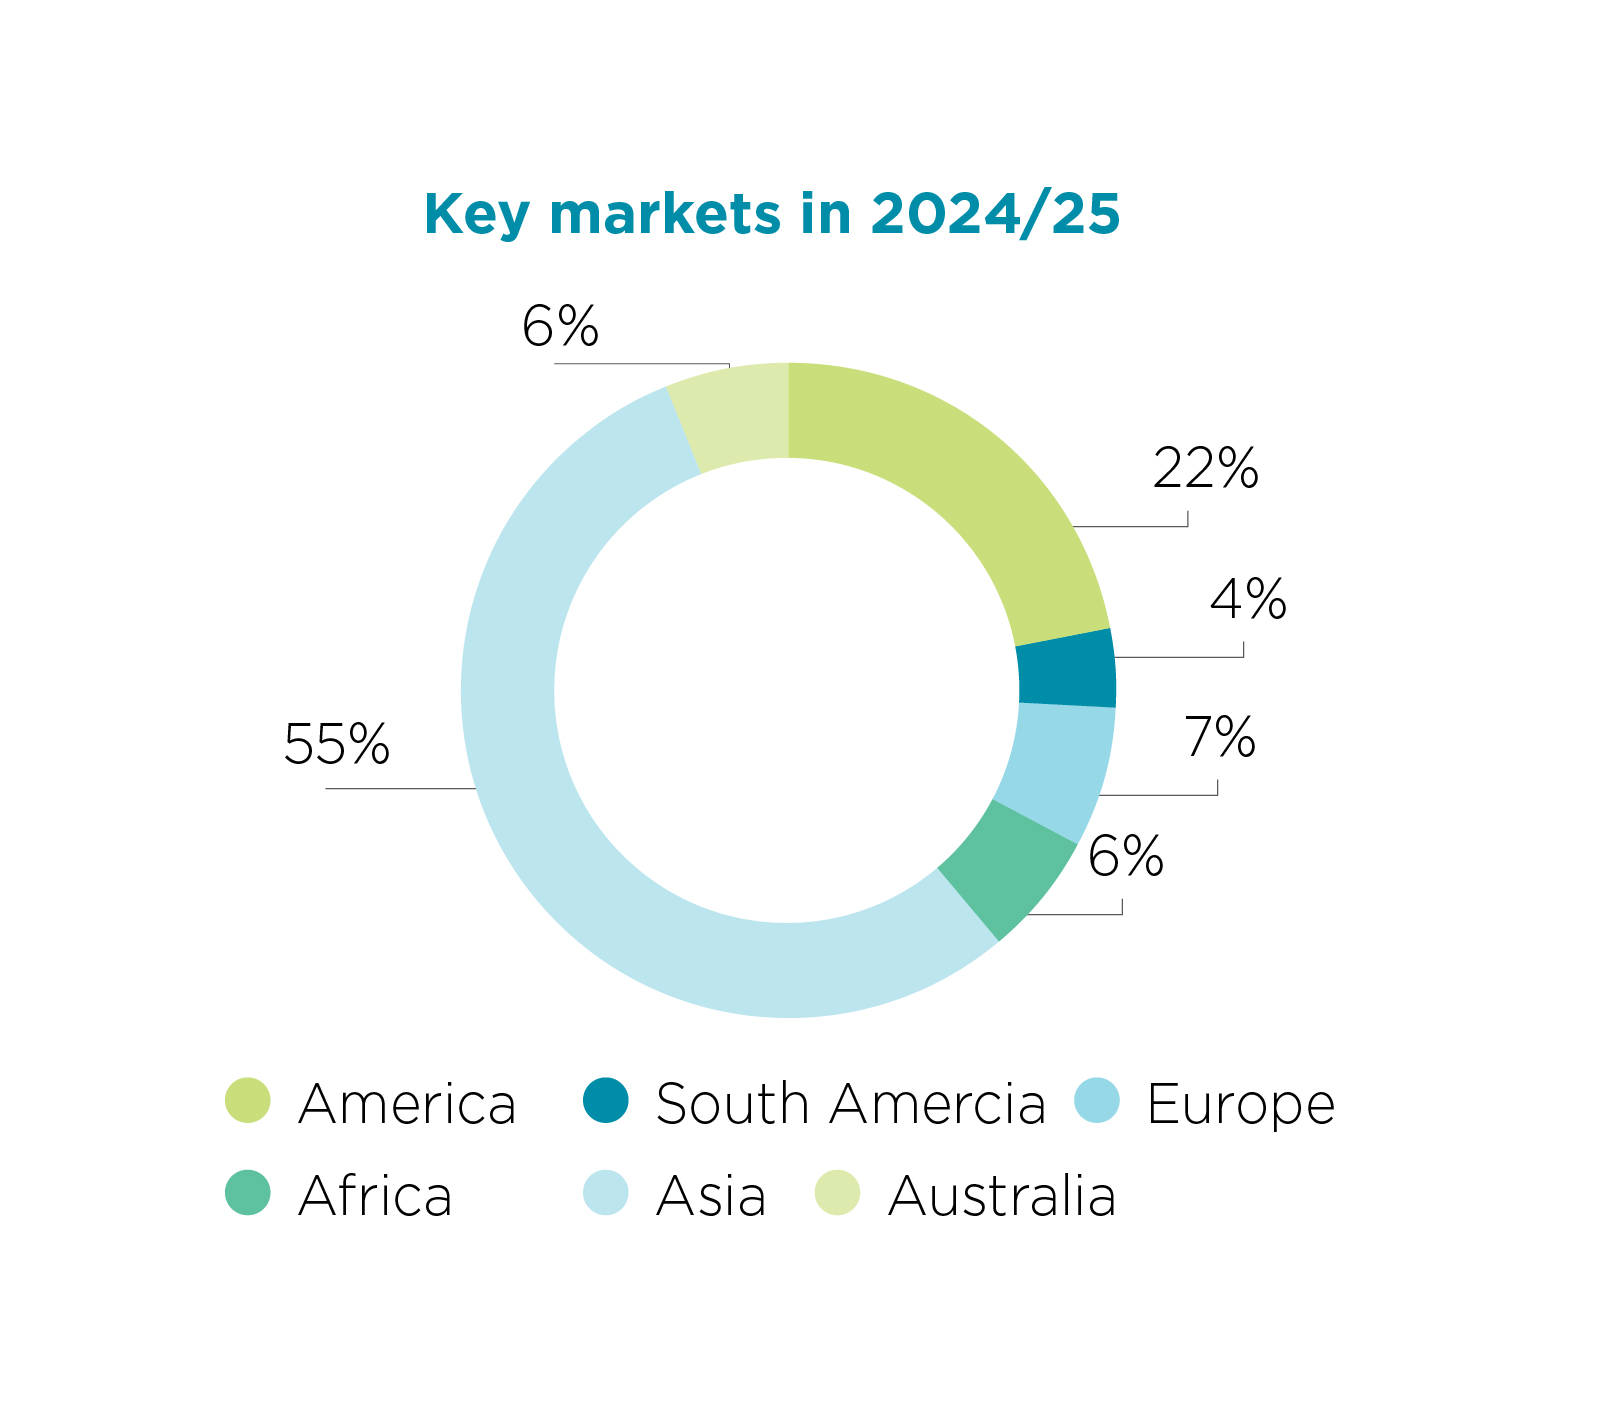 Key markets in 2024/25
6%
22%
4%
55%
7%
6%
America
South Amercia
Europe
Africa
Asia
Australia